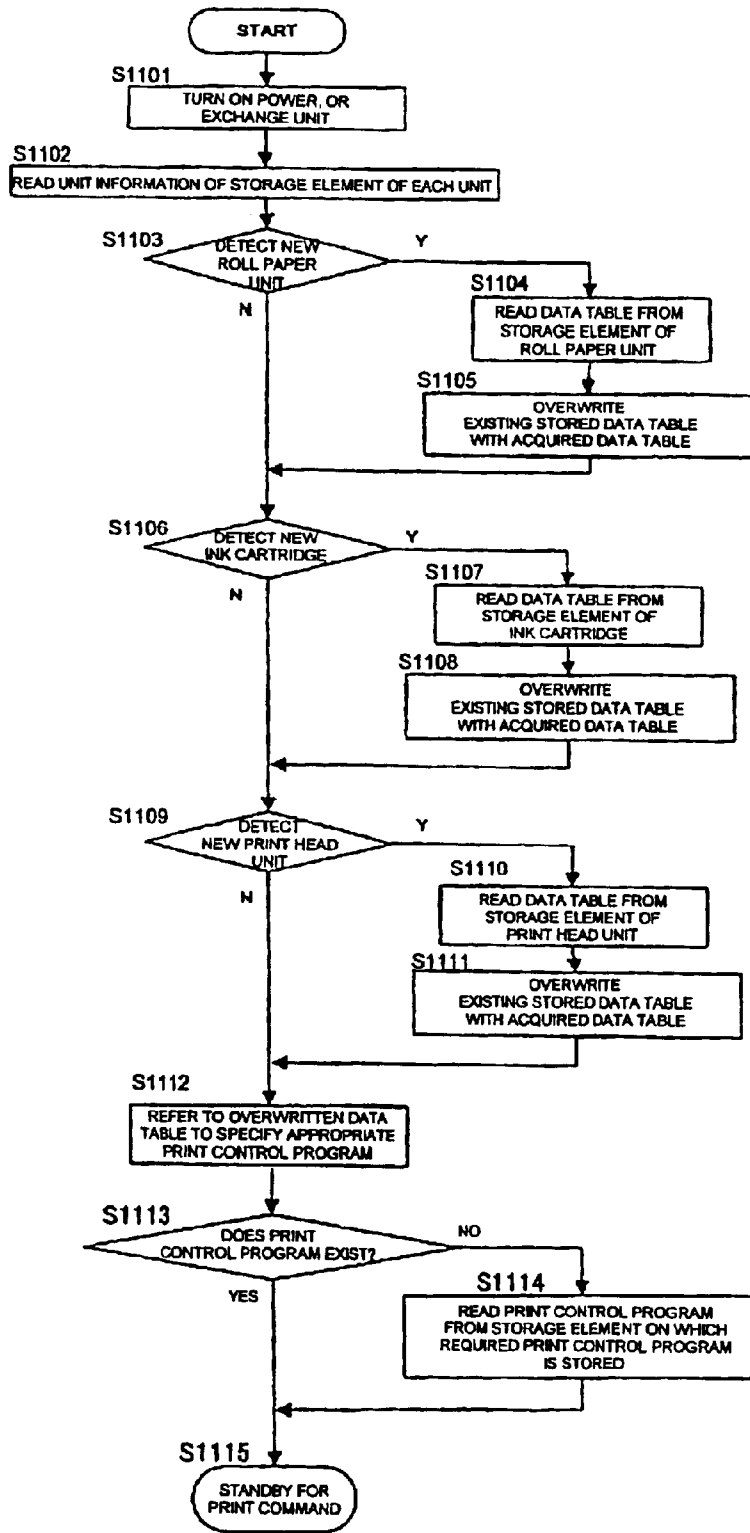 START
S1101
TURN ON POWER, OR
EXCHANGE UNIT
S1102
READ UNIT INFORMATION OF STORAGE ELEMENT OF EACH UNIT
S1103
DETECT NEW
ROLL PAPER
UNIT
Y
N
S1104
READ DATA TABLE FROM
STORAGE ELEMENT OF
ROLL PAPER UNIT
S1105
OVERWRITE
EXISTING STORED DATA TABLE
WITH ACQUIRED DATA TABLE
S1106
DETECT NEW
INK CARTRIDGE
Y
N
S1107
READ DATA TABLE FROM
STORAGE ELEMENT OF
INK CARTRIDGE
S1108
OVERWRITE
EXISTING STORED DATA TABLE
WITH ACQUIRED DATA TABLE
S1109
DETECT
NEW PRINT HEAD
UNIT
Y
N
S1110
READ DATA TABLE FROM
STORAGE ELEMENT OF
PRINT HEAD UNIT
S1111
OVERWRITE
EXISTING STORED DATA TABLE
WITH ACQUIRED DATA TABLE
S1112
REFER TO OVERWRITTEN DATA
TABLE TO SPECIFY APPROPRIATE
PRINT CONTROL PROGRAM
S1113
DOES PRINT
CONTROL PROGRAM EXIST?
NO
YES
S1114
READ PRINT CONTROL PROGRAM
FROM STORAGE ELEMENT ON WHICH
REQUIRED PRINT CONTROL PROGRAM
IS STORED
S1115
STANDBY FOR
PRINT COMMAND